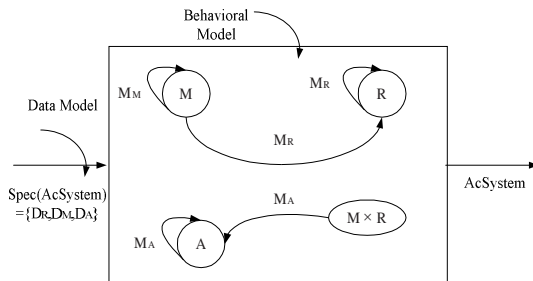 Behavioral
Model
Data Model
MM
M
MR
R
MR
Spec(AcSystem)
={DR,DM,DA}
AcSystem
MA
MA
A
M × R